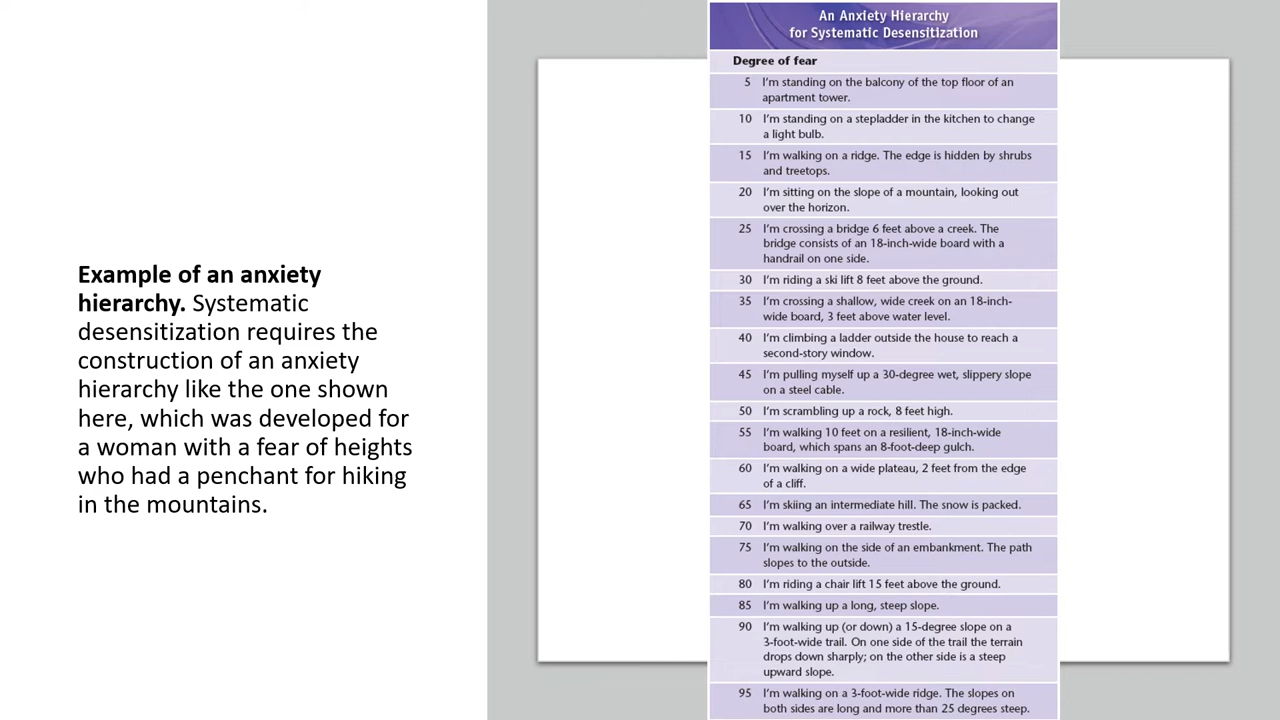 Example of an anxiety
hierarchy. Systematic
desensitization requires the
construction of an anxiety
hierarchy like the one shown
here, which was developed for
a woman with a fear of heights
who had a penchant for hiking
in the mountains.
An Anxiety Hierarchy
for Systematic Desensitization
Degree of fear
5 I'm standing on the balcony of the top floor of an
apartment tower.
10 I'm standing on a stepladder in the kitchen to change
a light bulb.
15 I'm walking on a ridge. The edge is hidden by shrubs
and treetops.
20 I'm sitting on the slope of a mountain, looking out
over the horizon.
25 I'm crossing a bridge 6 feet above a creek. The
bridge consists of an 18-inch-wide board with a
handrail on one side.
30 I'm riding a ski lift 8 feet above the ground.
35 I'm crossing a shallow, wide creek on an 18-inch-
wide board, 3 feet above water level.
40 I'm climbing a ladder outside the house to reach a
second-story window.
45 I'm pulling myself up a 30-degree wet, slippery slope
on a steel cable.
50 I'm scrambling up a rock, 8 feet high.
55 I'm walking 10 feet on a resilient, 18-inch-wide
board, which spans an 8-foot-deep gulch.
60 I'm walking on a wide plateau, 2 feet from the edge
of a cliff.
65 I'm skiing an intermediate hill. The snow is packed.
70 I'm walking over a railway trestle.
75 I'm walking on the side of an embankment. The path
slopes to the outside.
80 I'm riding a chair lift 15 feet above the ground.
85 I'm walking up a long, steep slope.
90 I'm walking up (or down) a 15-degree slope on a
3-foot-wide trail. On one side of the trail the terrain
drops down sharply; on the other side is a steep
upward slope.
95 I'm walking on a 3-foot-wide ridge. The slopes on
both sides are long and more than 25 degrees steep.